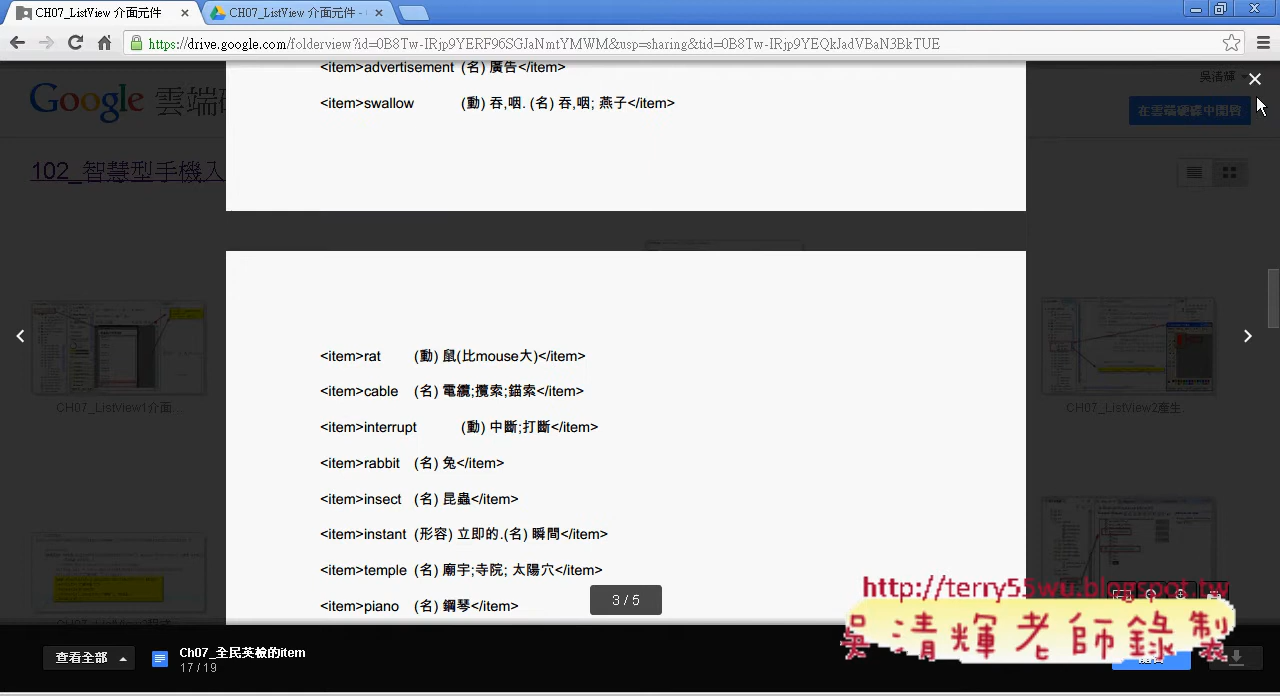 CH07_ListView 介面元件
CH07_ListView 介面元件 -
https://drive.google.com/folderview?id=0B8Tw-IRjp9YERF96SGJaNmtYMWM&usp=sharing&tid=0B8Tw-IRjp9YEQkJadVBaN3BkTUE
<item>advertisement (名) 廣告</item>
吳清輝
Google 雲端
<item>swallow (動) 吞,咽. (名) 吞,咽; 燕子</item>
在雲端硬碟中開啟
102_智慧型手機入
<item>rat (動) 鼠(比mouse大)</item>
<item>cable (名) 電纜;攬索;錨索</item>
CH07_ListView1介面...
CH07_ListView2產生
<item>interrupt (動) 中斷;打斷</item>
<item>rabbit (名) 兔</item>
<item>insect (名) 昆蟲</item>
<item>instant (形容) 立即的.(名) 瞬間</item>
<item>temple (名) 廟宇;寺院; 太陽穴</item>
<item>piano (名) 鋼琴</item>
3 / 5
http://terry55wu.blogspot.tw
吳清輝老師錄製
查看全部
Ch07_全民英檢的item
17 / 19